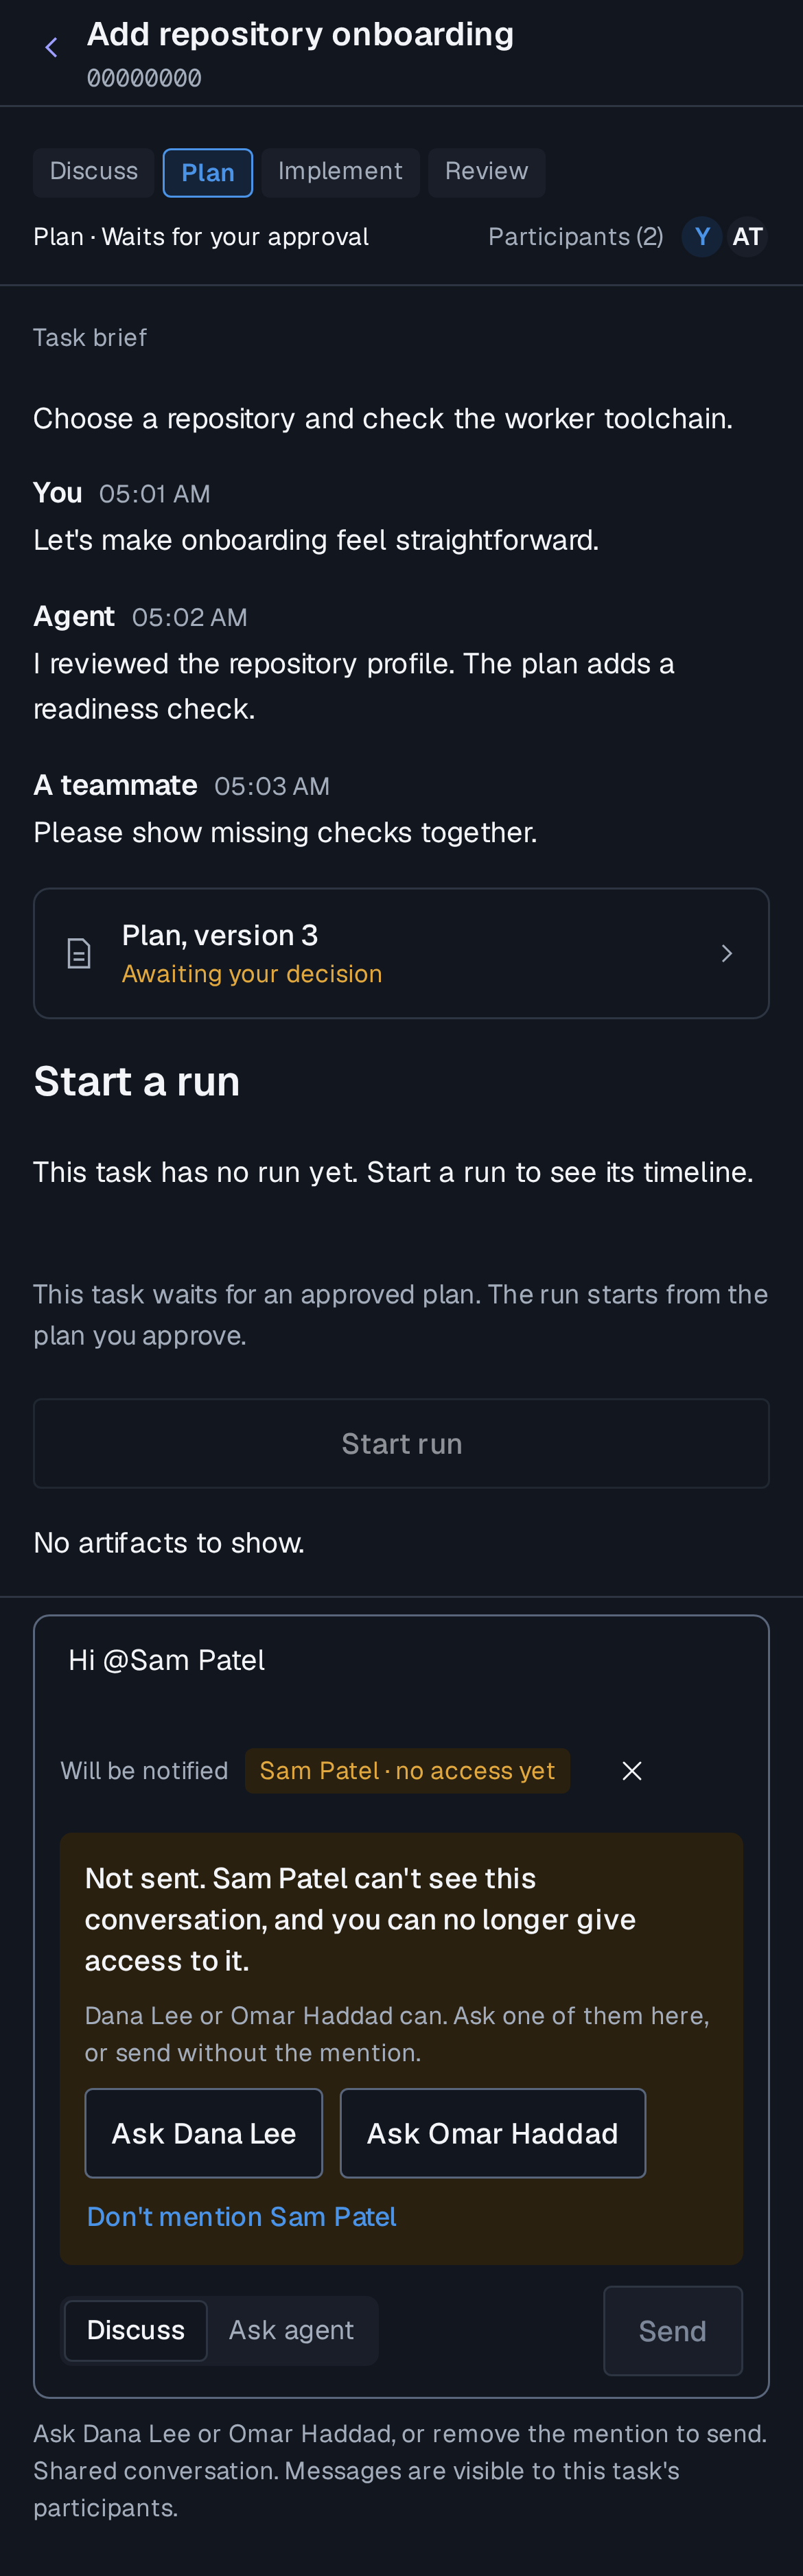 Add repository onboarding
00000000
Discuss
Plan
Implement
Review
Plan · Waits for your approval
Participants (2)
Y
AT
Task brief
Choose a repository and check the worker toolchain.
You 05:01 AM
Let's make onboarding feel straightforward.
Agent 05:02 AM
I reviewed the repository profile. The plan adds a
readiness check.
A teammate 05:03 AM
Please show missing checks together.
Plan, version 3
Awaiting your decision
Start a run
This task has no run yet. Start a run to see its timeline.
This task waits for an approved plan. The run starts from the
plan you approve.
Start run
No artifacts to show.
Hi @Sam Patel
Will be notified
Sam Patel · no access yet
Not sent. Sam Patel can't see this
conversation, and you can no longer give
access to it.
Dana Lee or Omar Haddad can. Ask one of them here,
or send without the mention.
Ask Dana Lee
Ask Omar Haddad
Don't mention Sam Patel
Discuss
Ask agent
Send
Ask Dana Lee or Omar Haddad, or remove the mention to send.
Shared conversation. Messages are visible to this task's
participants.